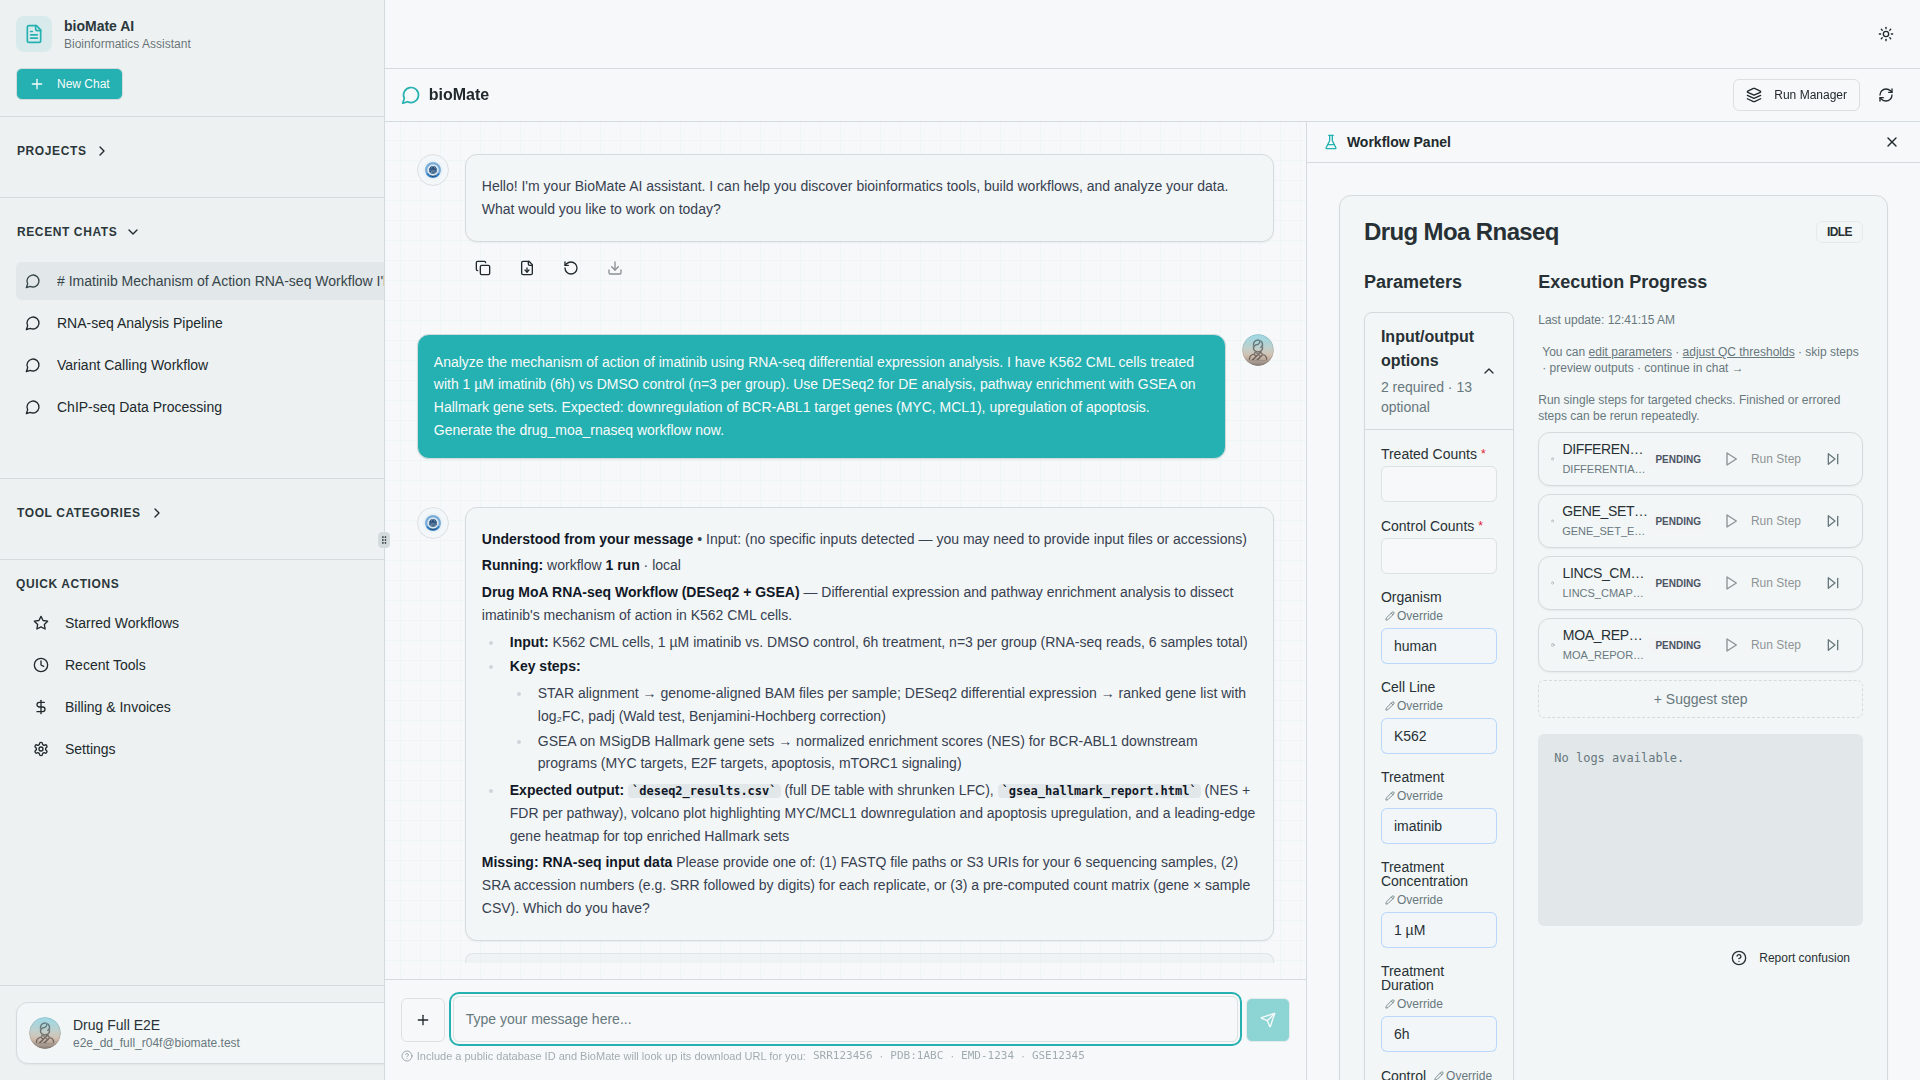 bioMate AI
Bioinformatics Assistant
New Chat
PROJECTS
RECENT CHATS
# Imatinib Mechanism of Action RNA-seq Workflow I'
RNA-seq Analysis Pipeline
Variant Calling Workflow
ChIP-seq Data Processing
TOOL CATEGORIES
QUICK ACTIONS
Starred Workflows
Recent Tools
Billing & Invoices
Settings
Drug Full E2E
e2e_dd_full_r04f@biomate.test
bioMate
Run Manager
Hello! I'm your BioMate AI assistant. I can help you discover bioinformatics tools, build workflows, and analyze your data.
What would you like to work on today?
Analyze the mechanism of action of imatinib using RNA-seq differential expression analysis. I have K562 CML cells treated
with 1 µM imatinib (6h) vs DMSO control (n=3 per group). Use DESeq2 for DE analysis, pathway enrichment with GSEA on
Hallmark gene sets. Expected: downregulation of BCR-ABL1 target genes (MYC, MCL1), upregulation of apoptosis.
Generate the drug_moa_rnaseq workflow now.
Understood from your message • Input: (no specific inputs detected — you may need to provide input files or accessions)
Running: workflow 1 run · local
Drug MoA RNA-seq Workflow (DESeq2 + GSEA) — Differential expression and pathway enrichment analysis to dissect
imatinib's mechanism of action in K562 CML cells.
Input: K562 CML cells, 1 µM imatinib vs. DMSO control, 6h treatment, n=3 per group (RNA-seq reads, 6 samples total)
Key steps:
STAR alignment → genome-aligned BAM files per sample; DESeq2 differential expression → ranked gene list with
log₂FC, padj (Wald test, Benjamini-Hochberg correction)
GSEA on MSigDB Hallmark gene sets → normalized enrichment scores (NES) for BCR-ABL1 downstream
programs (MYC targets, E2F targets, apoptosis, mTORC1 signaling)
Expected output: `deseq2_results.csv` (full DE table with shrunken LFC), `gsea_hallmark_report.html` (NES +
FDR per pathway), volcano plot highlighting MYC/MCL1 downregulation and apoptosis upregulation, and a leading-edge
gene heatmap for top enriched Hallmark sets
Missing: RNA-seq input data Please provide one of: (1) FASTQ file paths or S3 URIs for your 6 sequencing samples, (2)
SRA accession numbers (e.g. SRR followed by digits) for each replicate, or (3) a pre-computed count matrix (gene × sample
CSV). Which do you have?
Type your message here...
Include a public database ID and BioMate will look up its download URL for you: SRR123456 · PDB:1ABC · EMD-1234 · GSE12345
Workflow Panel
Drug Moa Rnaseq
IDLE
Parameters
Input/output
options
2 required · 13
optional
Treated Counts *
Control Counts *
Organism
Override
human
Cell Line
Override
K562
Treatment
Override
imatinib
Treatment
Concentration
Override
1 µM
Treatment
Duration
Override
6h
Control Override
Execution Progress
Last update: 12:41:15 AM
You can edit parameters · adjust QC thresholds · skip steps
· preview outputs · continue in chat →
Run single steps for targeted checks. Finished or errored
steps can be rerun repeatedly.
DIFFEREN…
DIFFERENTIA…
PENDING
Run Step
GENE_SET…
GENE_SET_E…
PENDING
Run Step
LINCS_CM…
LINCS_CMAP…
PENDING
Run Step
MOA_REP…
MOA_REPOR…
PENDING
Run Step
+ Suggest step
No logs available.
Report confusion